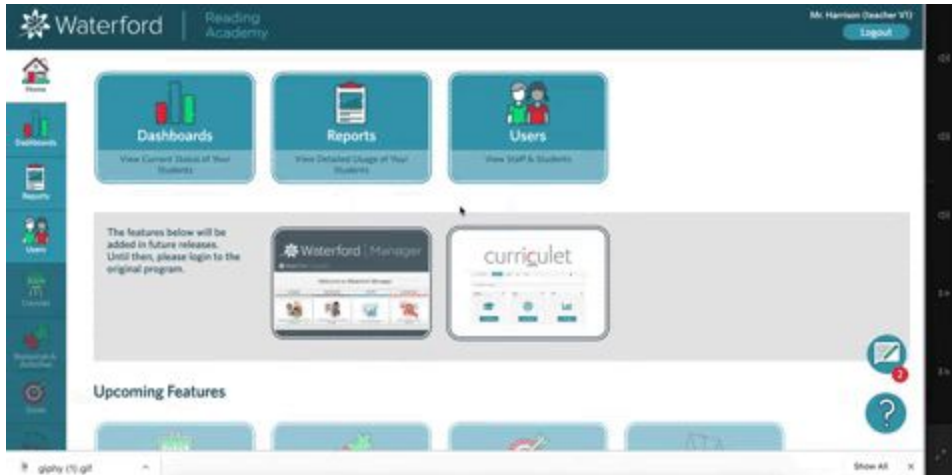 Waterford
Reading
Academy
Mr. Harrison (teacher V1)
Logout
Home
Dashboards
Reports
Users
Dashboards
View Current Status of Your
Students
Reports
View Detailed Usage of Your
Students
Users
View Staff & Students
The features below will be
added in future releases.
Until then, please login to the
original program.
Waterford Manager
curriculet
Upcoming Features
2
?
giphy (1).gif
Show All
X